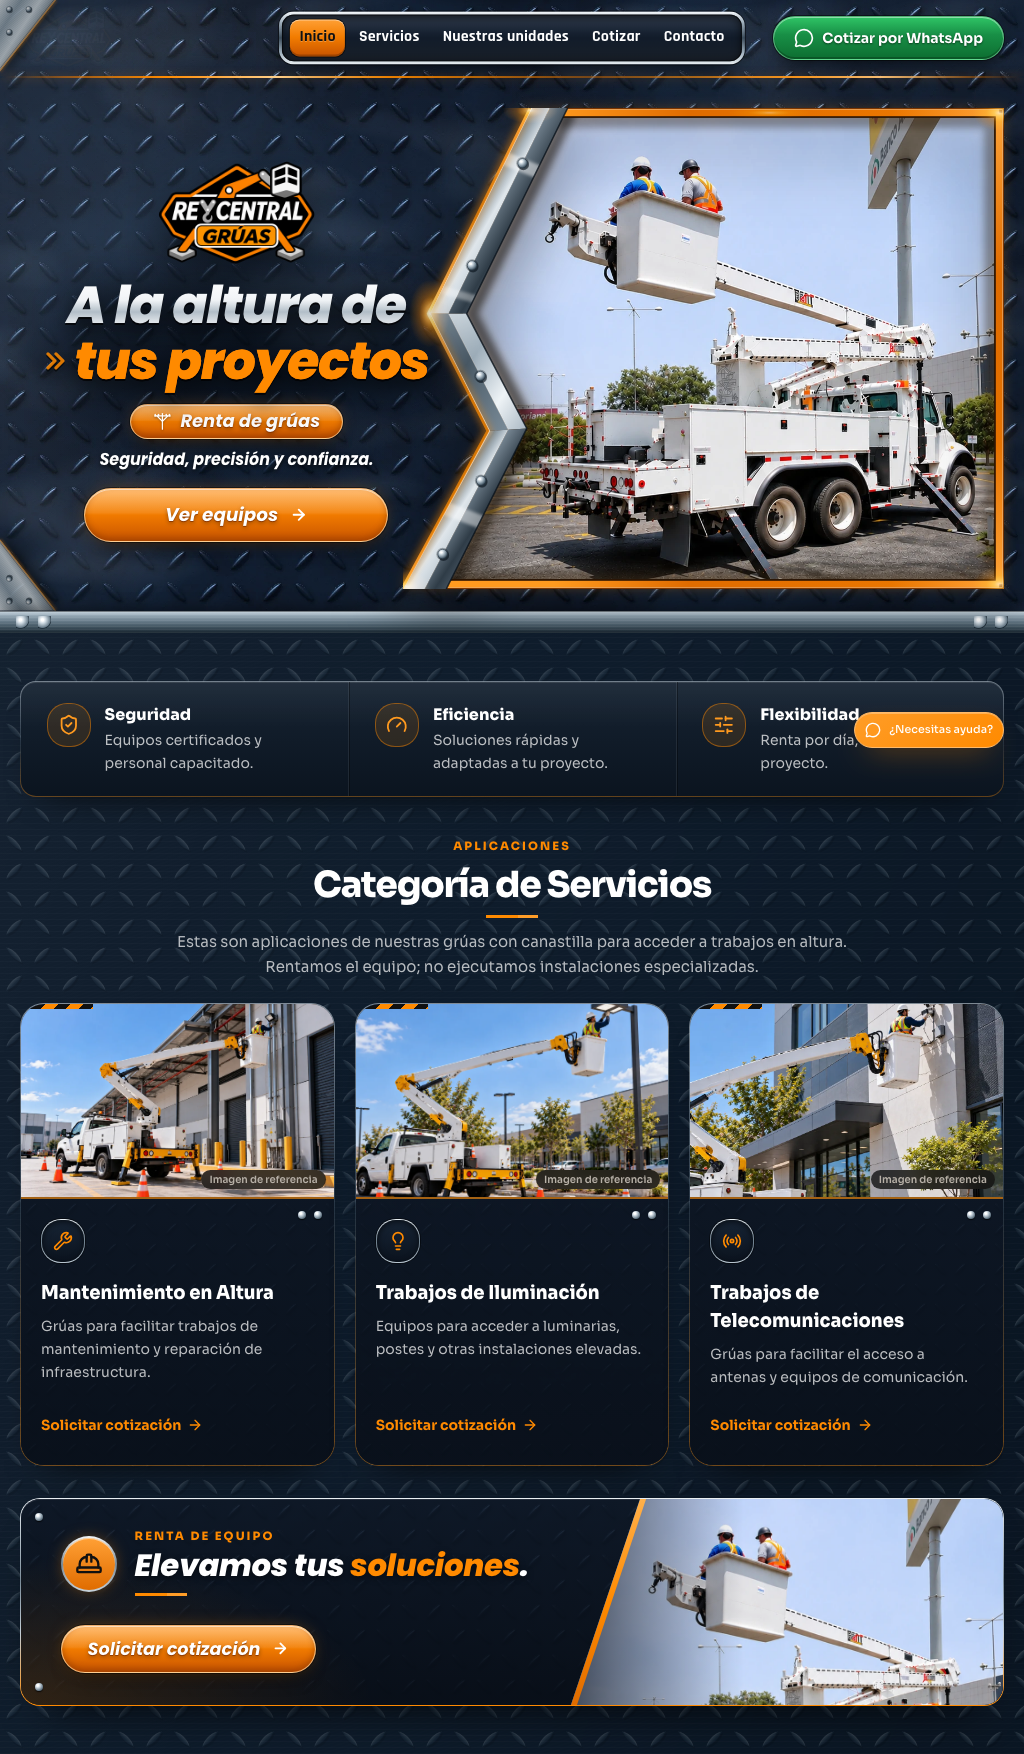 Inicio Servicios Nuestras unidades Cotizar Contacto
Cotizar por WhatsApp
REYCENTRAL
GRÚAS
A la altura de
tus proyectos
Renta de grúas
Seguridad, precisión y confianza.
Ver equipos
Seguridad
Equipos certificados y
personal capacitado.
Eficiencia
Soluciones rápidas y
adaptadas a tu proyecto.
Flexibilidad
Renta por día,
proyecto.
¿Necesitas ayuda?
APLICACIONES
Categoría de Servicios
Estas son aplicaciones de nuestras grúas con canastilla para acceder a trabajos en altura.
Rentamos el equipo; no ejecutamos instalaciones especializadas.
Imagen de referencia
Mantenimiento en Altura
Grúas para facilitar trabajos de
mantenimiento y reparación de
infraestructura.
Solicitar cotización
Imagen de referencia
Trabajos de Iluminación
Equipos para acceder a luminarias,
postes y otras instalaciones elevadas.
Solicitar cotización
Imagen de referencia
Trabajos de
Telecomunicaciones
Grúas para facilitar el acceso a
antenas y equipos de comunicación.
Solicitar cotización
RENTA DE EQUIPO
Elevamos tus soluciones.
Solicitar cotización